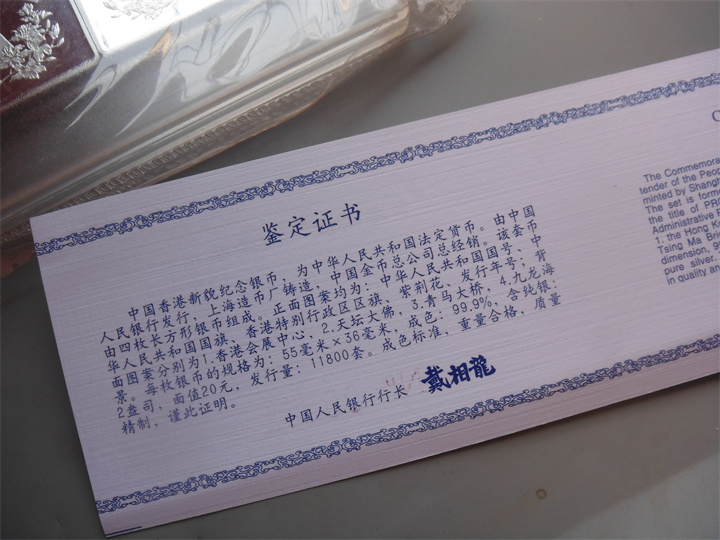 鉴定证书
中国香港新貌纪念银币，为中华人民共和国法定货币。由中国
人民银行发行，上海造币厂铸造，中国金币总公司总经销。该套币
由四枚长方形银币组成。正面图案均为：中华人民共和国国号、中
华人民共和国国旗、香港特别行政区区旗、紫荆花、发行年号；背
面图案分别为1.香港会展中心，2.天坛大佛，3.青马大桥，4.九龙海
景。每枚银币的规格为：55毫米×36毫米，成色：99.9%，含纯银：
2盎司，面值20元，发行量：11800套。成色标准，重量合格，质量
精制，谨此证明。
中国人民银行行长 戴相龍
C
The Commemora
tender of the Peop
minted by Shang
The set is form
the title of PR
Administrative
1. the Hong K
Tsing Ma Bri
dimension,
pure silver.
in quality an